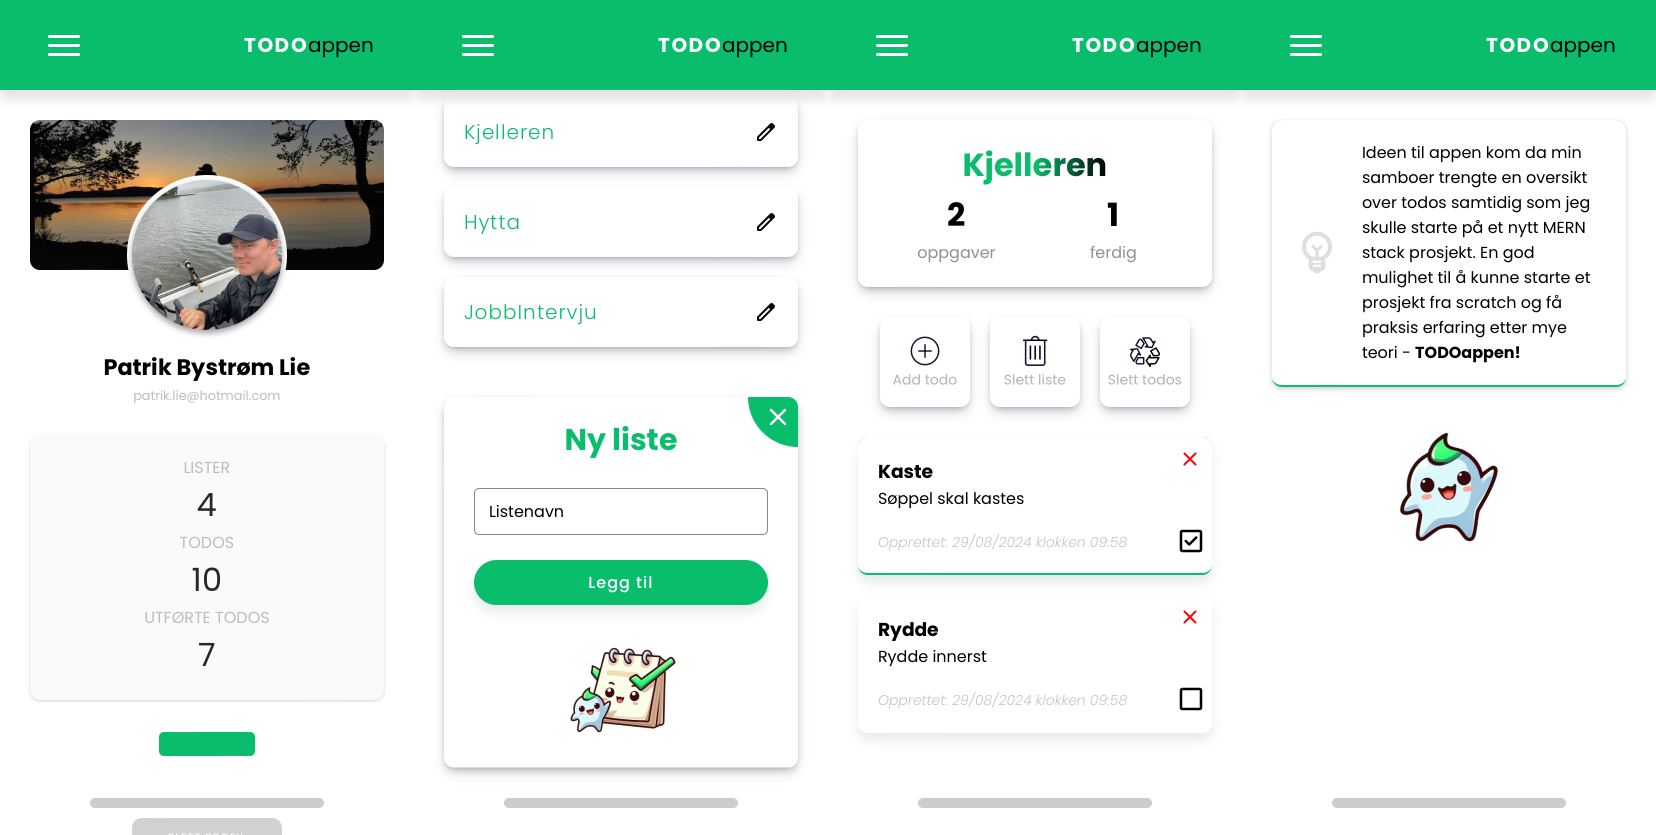 TODOappen
Patrik Bystrøm Lie
patrik.lie@hotmail.com
LISTER
4
TODOS
10
UTFØRTE TODOS
7
TODOappen
Kjelleren
Hytta
JobbIntervju
Ny liste
Listenavn
Legg til
TODOappen
Kjelleren
2
oppgaver
1
ferdig
Add todo
Slett liste
Slett todos
Kaste
Søppel skal kastes
Opprettet: 29/08/2024 klokken 09:58
Rydde
Rydde innerst
Opprettet: 29/08/2024 klokken 09:58
TODOappen
Ideen til appen kom da min
samboer trengte en oversikt
over todos samtidig som jeg
skulle starte på et nytt MERN
stack prosjekt. En god
mulighet til å kunne starte et
prosjekt fra scratch og få
praksis erfaring etter mye
teori - TODOappen!